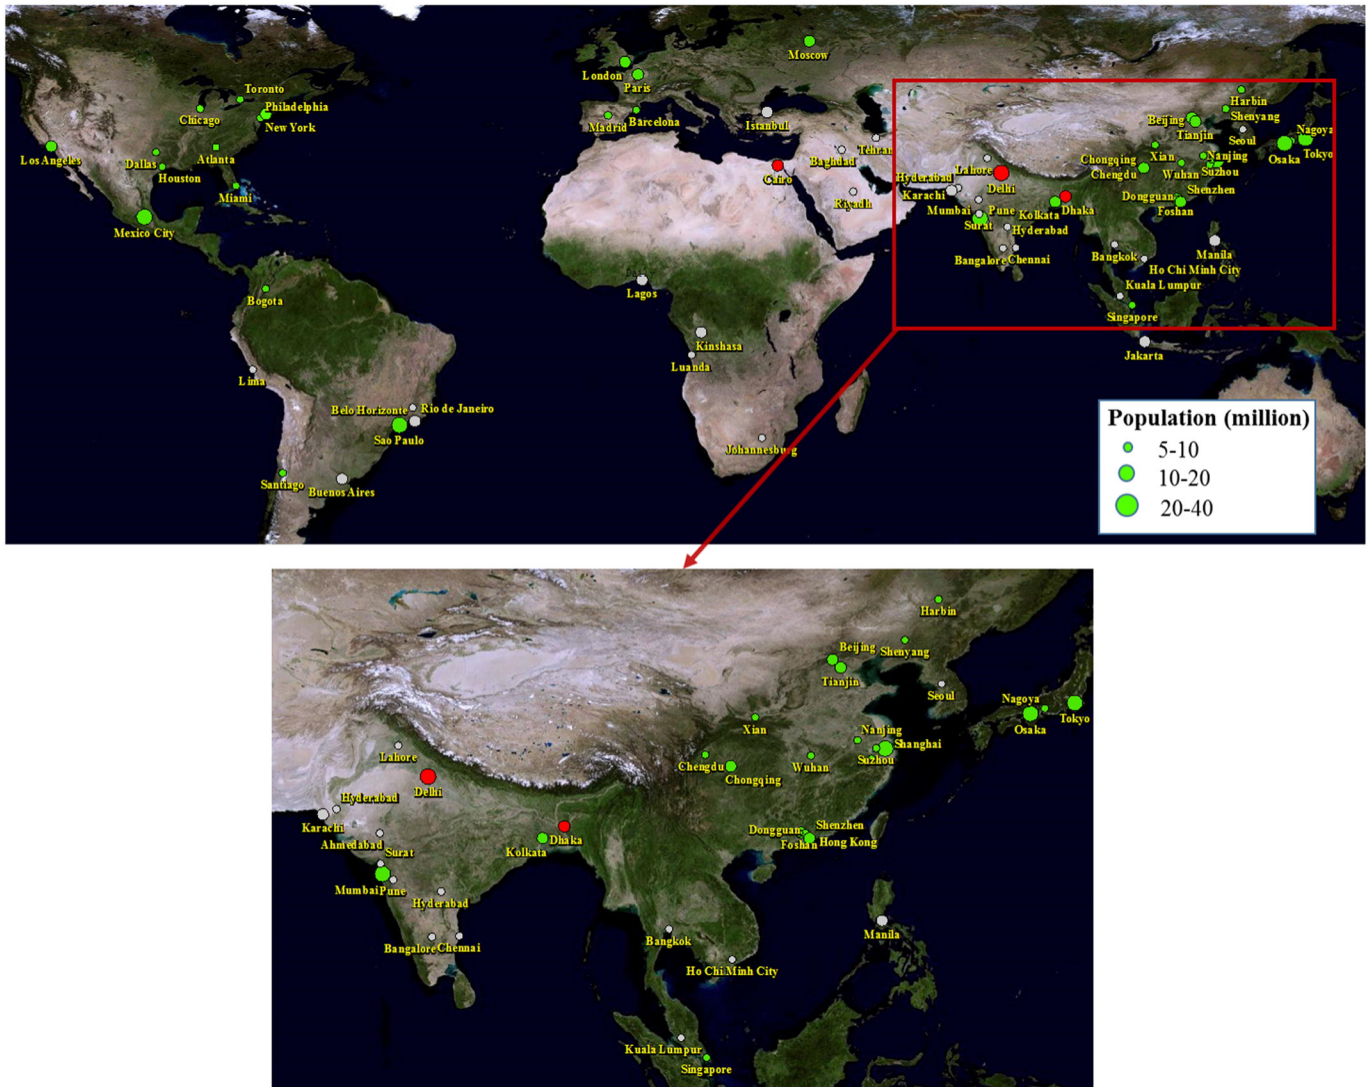 Moscow
London
Paris
Toronto
Philadelphia
Chicago
New York
Madrid
Barcelona
Istanbul
Harbin
Shenyang
Beijing
Tianjin
Nagoya
Seoul
Los Angeles
Dallas
Atlanta
Houston
Baghdad
Tehran
Osaka
Tokyo
Xian
Nanjing
Chongqing
Chengdu
Wuhan
Suzhou
Lahore
Cairo
Hyderabad
Delhi
Miami
Riyadh
Karachi
Shenzhen
Dongguan
Mumbai
Pune
Kolkata
Dhaka
Foshan
Mexico City
Surat
Hyderabad
Bangalore
Chennai
Bangkok
Manila
Ho Chi Minh City
Kuala Lumpur
Lagos
Bogota
Singapore
Kinshasa
Jakarta
Luanda
Lima
Belo Horizonte
Rio de Janeiro
Sao Paulo
Johannesburg
Santiago
Buenos Aires
Population (million)
5-10
10-20
20-40
Harbin
Beijing
Shenyang
Tianjin
Seoul
Nagoya
Tokyo
Osaka
Xian
Nanjing
Shanghai
Suzhou
Lahore
Chengdu
Wuhan
Chongqing
Delhi
Hyderabad
Karachi
Ahmedabad
Surat
Dhaka
Kolkata
Dongguan
Shenzhen
Foshan
Hong Kong
Mumbai
Pune
Hyderabad
Bangalore
Chennai
Bangkok
Manila
Ho Chi Minh City
Kuala Lumpur
Singapore